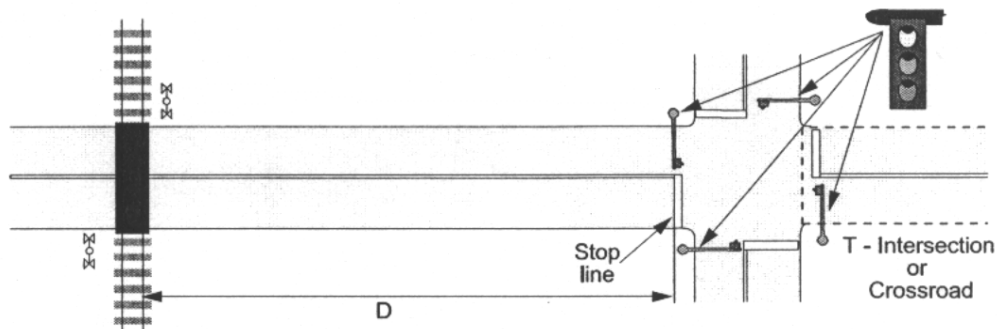 Stop
line
D
T - Intersection
or
Crossroad